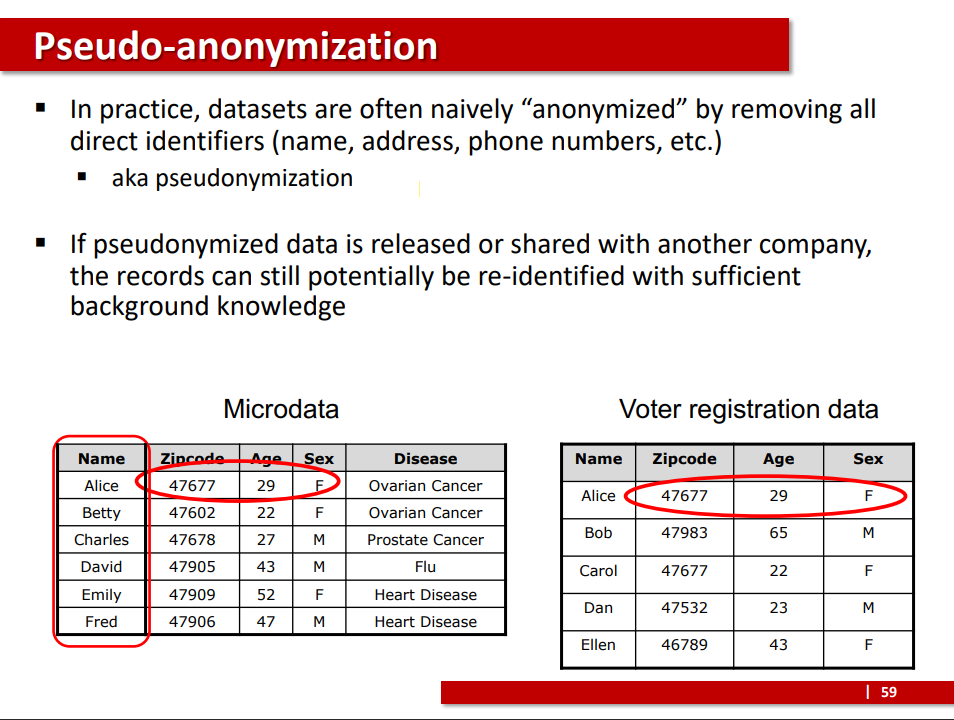 Pseudo-anonymization
▪ In practice, datasets are often naively “anonymized” by removing all
direct identifiers (name, address, phone numbers, etc.)
▪ aka pseudonymization
▪ If pseudonymized data is released or shared with another company,
the records can still potentially be re-identified with sufficient
background knowledge
Microdata
Name Zipcode Age Sex Disease
Alice 47677 29 F Ovarian Cancer
Betty 47602 22 F Ovarian Cancer
Charles 47678 27 M Prostate Cancer
David 47905 43 M Flu
Emily 47909 52 F Heart Disease
Fred 47906 47 M Heart Disease
Voter registration data
Name Zipcode Age Sex
Alice 47677 29 F
Bob 47983 65 M
Carol 47677 22 F
Dan 47532 23 M
Ellen 46789 43 F
| 59